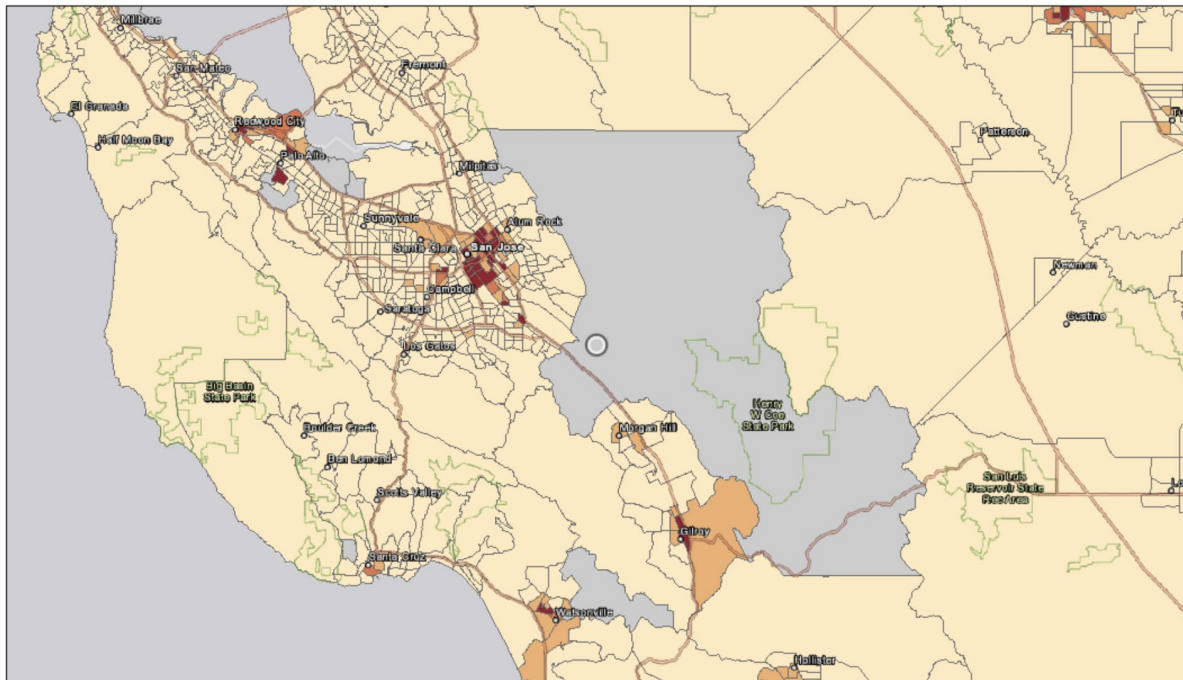 Millbrae
San Mateo
Fremont
El Granada
Redwood City
Half Moon Bay
Palo Alto
Patterson
Milpitas
Sunnyvale
Alum Rock
Santa Clara
San Jose
Newman
Campbell
Saratoga
Gustine
Los Gatos
Big Basin
State Park
Henry
W Coe
State Park
Boulder Creek
Morgan Hill
Ben Lomond
San Luis
Reservoir State
Rec Area
Scotts Valley
Gilroy
Santa Cruz
Watsonville
Hollister